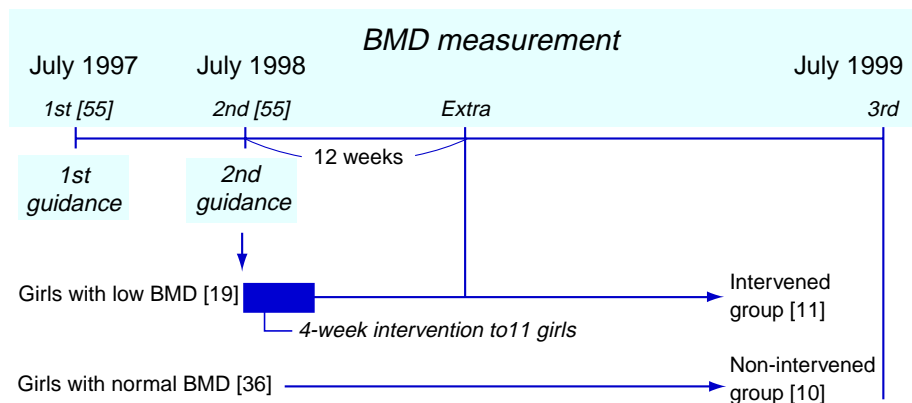 BMD measurement
July 1997 July 1998 July 1999
1st [55] 2nd [55] Extra 3rd
12 weeks
1st
guidance
2nd
guidance
Girls with low BMD [19]
Intervened
group [11]
4-week intervention to11 girls
Girls with normal BMD [36]
Non-intervened
group [10]